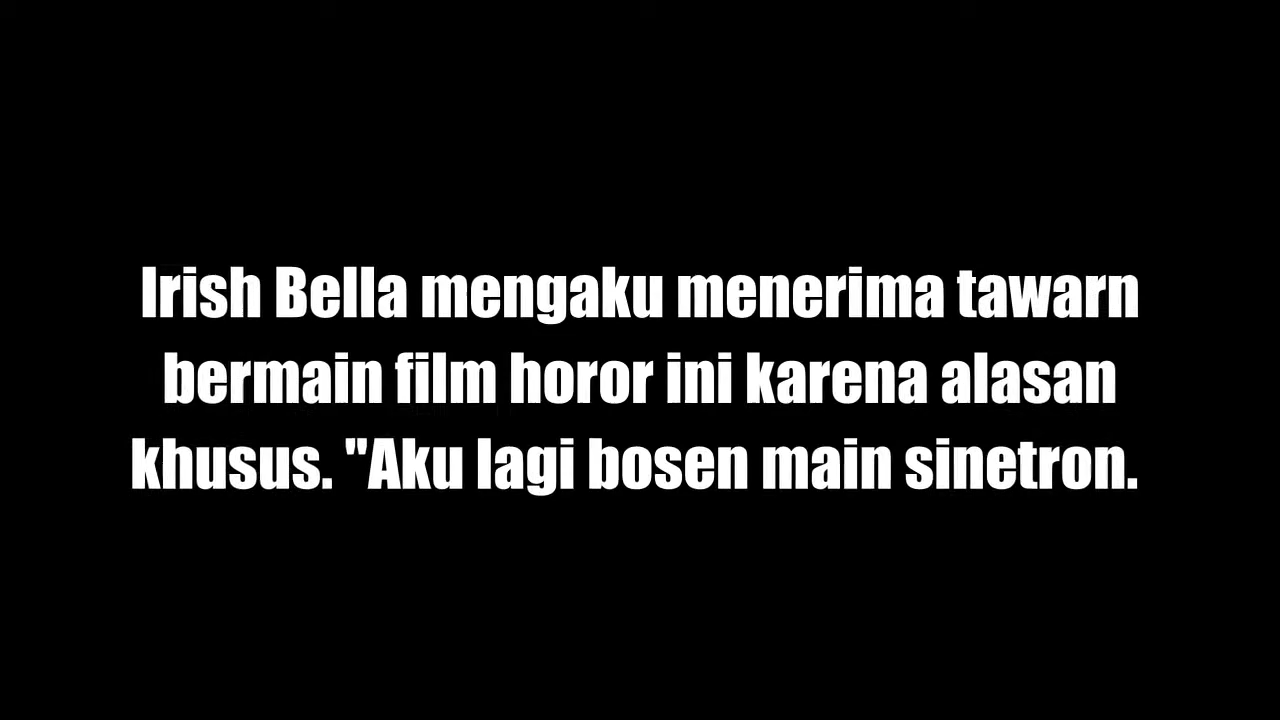 Irish Bella mengaku menerima tawarn
bermain film horor ini karena alasan
khusus. "Aku lagi bosen main sinetron.